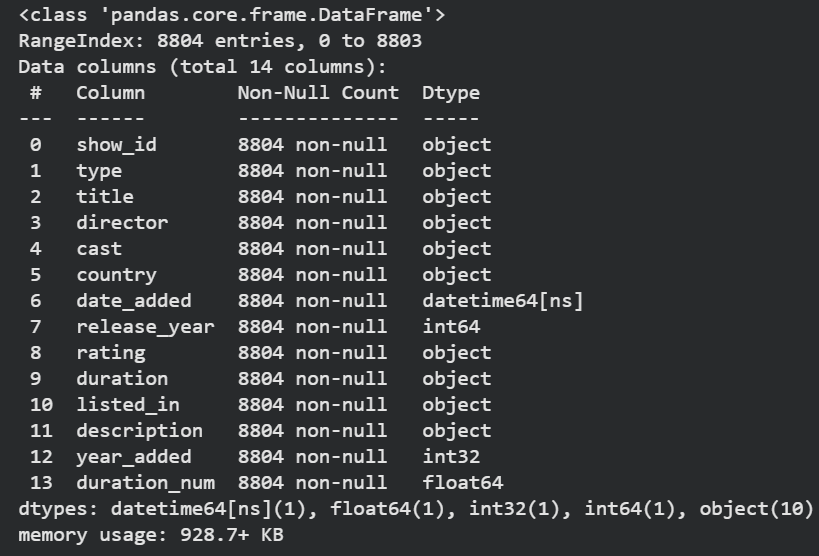 <class 'pandas.core.frame.DataFrame'>
RangeIndex: 8804 entries, 0 to 8803
Data columns (total 14 columns):
 #   Column        Non-Null Count  Dtype
---  ------        --------------  -----
 0   show_id       8804 non-null   object
 1   type          8804 non-null   object
 2   title         8804 non-null   object
 3   director      8804 non-null   object
 4   cast          8804 non-null   object
 5   country       8804 non-null   object
 6   date_added    8804 non-null   datetime64[ns]
 7   release_year  8804 non-null   int64
 8   rating        8804 non-null   object
 9   duration      8804 non-null   object
 10  listed_in     8804 non-null   object
 11  description   8804 non-null   object
 12  year_added    8804 non-null   int32
 13  duration_num  8804 non-null   float64
dtypes: datetime64[ns](1), float64(1), int32(1), int64(1), object(10)
memory usage: 928.7+ KB